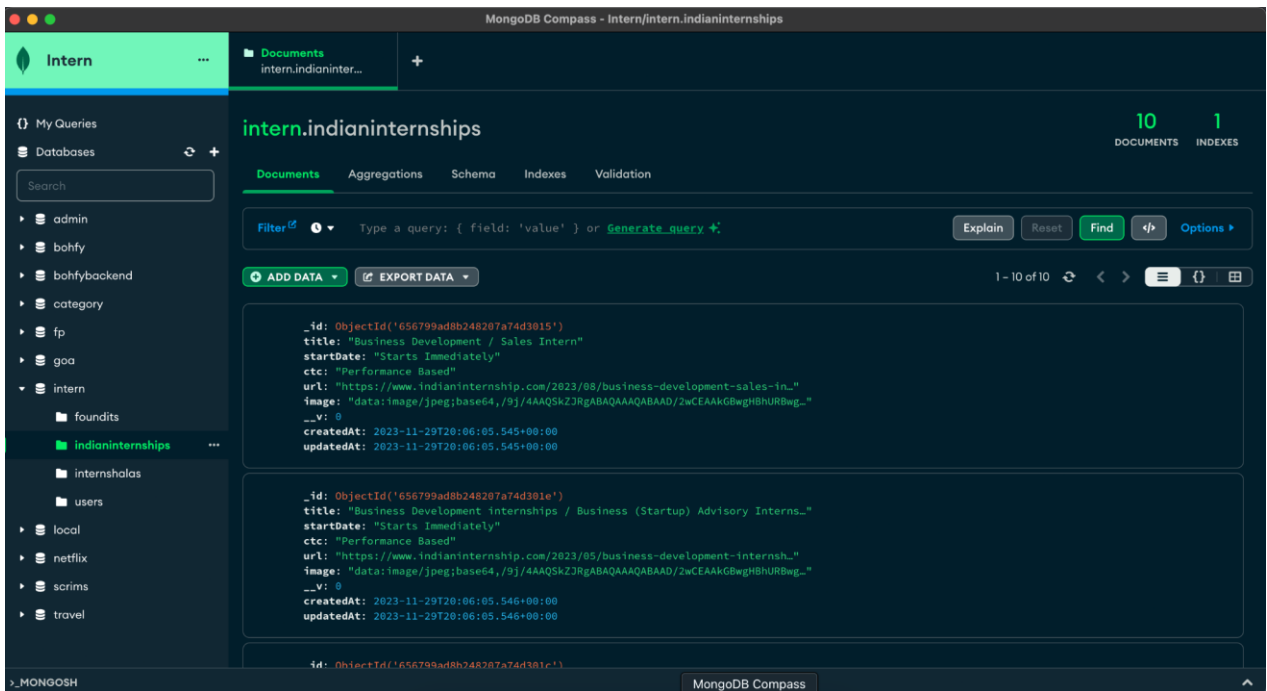 MongoDB Compass - Intern/intern.indianinternships
Intern
Documents
intern.indianinter...
My Queries
Databases
Search
admin
bohfy
bohfybackend
category
fp
goa
intern
foundits
indianinternships
internshalas
users
local
netflix
scrims
travel
intern.indianinternships
10 DOCUMENTS
1 INDEXES
Documents Aggregations Schema Indexes Validation
Filter Type a query: { field: 'value' } or Generate query Explain Reset Find </> Options
ADD DATA EXPORT DATA 1 – 10 of 10 {}
_id: ObjectId('656799ad8b248207a74d3015')
title: "Business Development / Sales Intern"
startDate: "Starts Immediately"
ctc: "Performance Based"
url: "https://www.indianinternship.com/2023/08/business-development-sales-in…"
image: "data:image/jpeg;base64,/9j/4AAQSkZJRgABAQAAAQABAAD/2wCEAAkGBwgHBhURBwg…"
__v: 0
createdAt: 2023-11-29T20:06:05.545+00:00
updatedAt: 2023-11-29T20:06:05.545+00:00
_id: ObjectId('656799ad8b248207a74d301e')
title: "Business Development internships / Business (Startup) Advisory Interns…"
startDate: "Starts Immediately"
ctc: "Performance Based"
url: "https://www.indianinternship.com/2023/05/business-development-internsh…"
image: "data:image/jpeg;base64,/9j/4AAQSkZJRgABAQAAAQABAAD/2wCEAAkGBwgHBhURBwg…"
__v: 0
createdAt: 2023-11-29T20:06:05.546+00:00
updatedAt: 2023-11-29T20:06:05.546+00:00
_id: ObjectId('656799ad8b248207a74d301c')
>_MONGOSH
MongoDB Compass